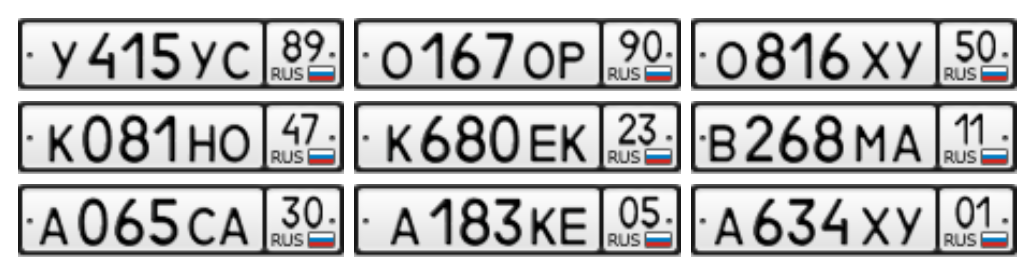 У415УС 89 RUS О167ОР 90 RUS О816ХУ 50 RUS
К081НО 47 RUS К680ЕК 23 RUS В268МА 11 RUS
А065СА 30 RUS А183КЕ 05 RUS А634ХУ 01 RUS